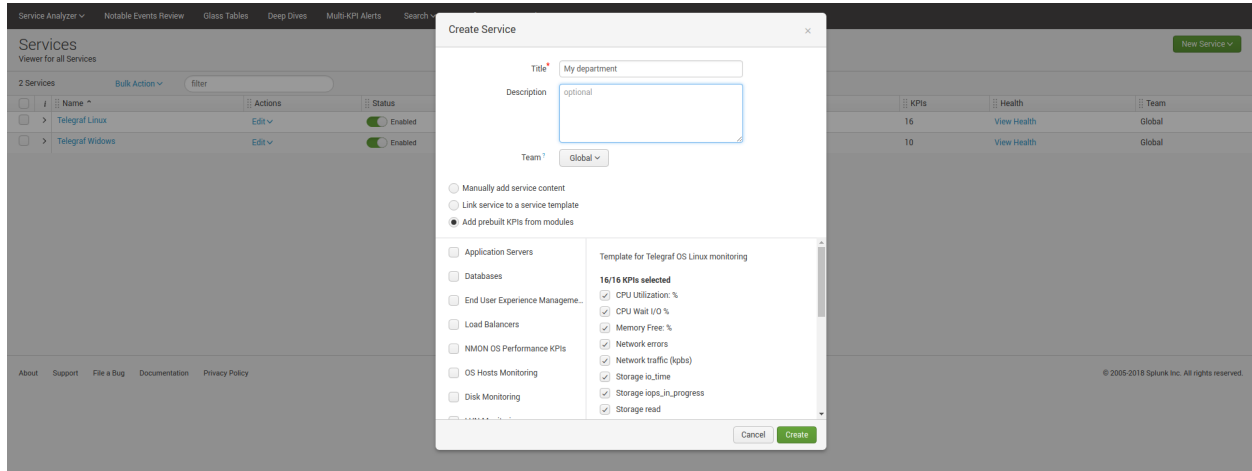 Service Analyzer Notable Events Review Glass Tables Deep Dives Multi-KPI Alerts Search
Services
Viewer for all Services
New Service
2 Services Bulk Action filter
i Name Actions Status KPIs Health Team
Telegraf Linux Edit Enabled 16 View Health Global
Telegraf Widows Edit Enabled 10 View Health Global
About Support File a Bug Documentation Privacy Policy
© 2005-2018 Splunk Inc. All rights reserved.
Create Service
Title* My department
Description optional
Team ? Global
Manually add service content
Link service to a service template
Add prebuilt KPIs from modules
Application Servers
Databases
End User Experience Manageme...
Load Balancers
NMON OS Performance KPIs
OS Hosts Monitoring
Disk Monitoring
Template for Telegraf OS Linux monitoring
16/16 KPIs selected
CPU Utilization: %
CPU Wait I/O %
Memory Free: %
Network errors
Network traffic (kpbs)
Storage io_time
Storage iops_in_progress
Storage read
Cancel Create